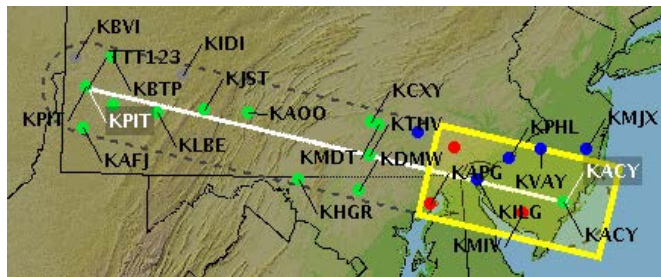 KBVI
KIDI
TTT123
KBTP
KJST
KCXY
KPIT
KPIT
KAOO
KTHV
KPHL
KMJX
KAFJ
KLBE
KMDT
KDMW
KAPG
KVAY
KACY
KHGR
KILG
KMIV
KACY